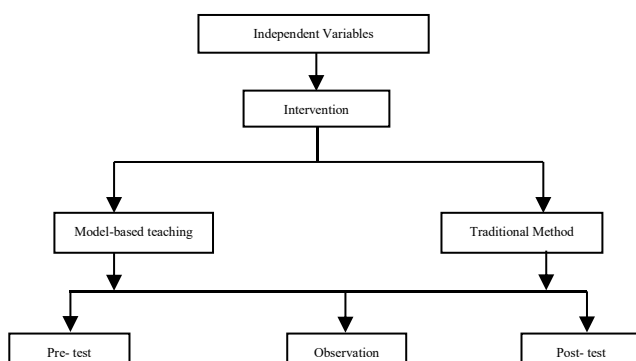 Independent Variables
Intervention
Model-based teaching
Traditional Method
Pre- test
Observation
Post- test